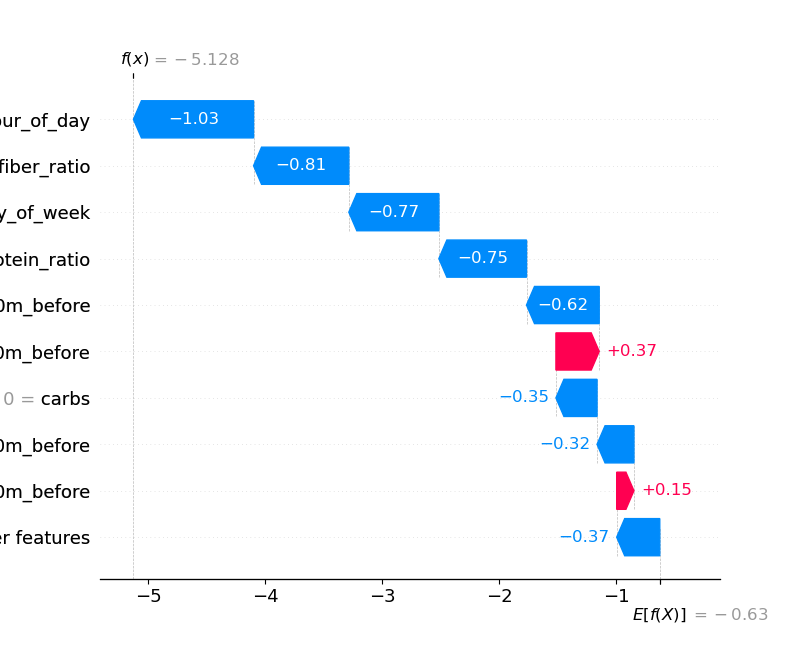 f(x) = −5.128
ur_of_day −1.03
fiber_ratio −0.81
y_of_week −0.77
otein_ratio −0.75
0m_before −0.62
0m_before +0.37
0 = carbs −0.35
0m_before −0.32
0m_before +0.15
er features −0.37
−5 −4 −3 −2 −1
E[f(X)] = −0.63